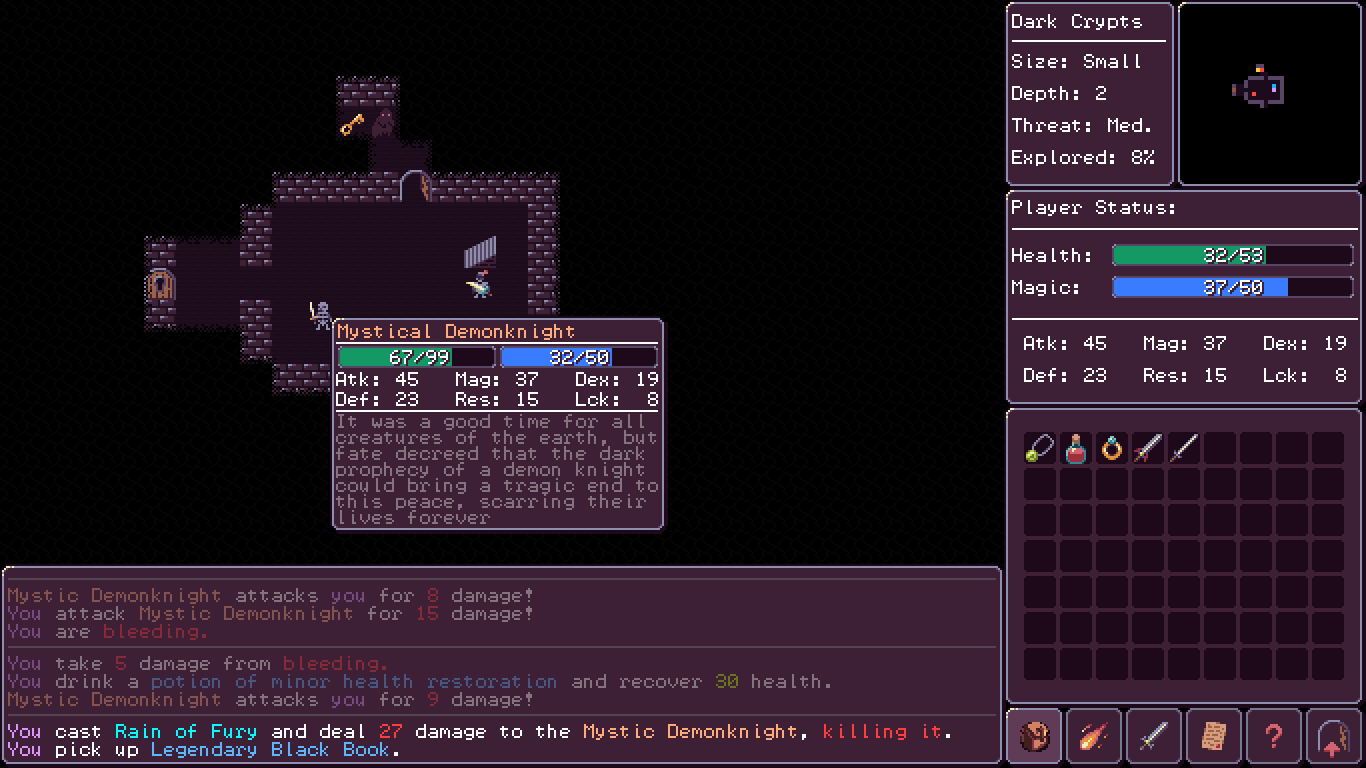 Dark Crypts
Size: Small
Depth: 2
Threat: Med.
Explored: 8%
Player Status:
Health: 32/53
Magic: 37/50
Atk: 45 Mag: 37 Dex: 19
Def: 23 Res: 15 Lck: 8
Mystical Demonknight
67/99 32/50
Atk: 45 Mag: 37 Dex: 19
Def: 23 Res: 15 Lck: 8
It was a good time for all
creatures of the earth, but
fate decreed that the dark
prophecy of a demon knight
could bring a tragic end to
this peace, scarring their
lives forever
Mystic Demonknight attacks you for 8 damage!
You attack Mystic Demonknight for 15 damage!
You are bleeding.
You take 5 damage from bleeding.
You drink a potion of minor health restoration and recover 30 health.
Mystic Demonknight attacks you for 9 damage!
You cast Rain of Fury and deal 27 damage to the Mystic Demonknight, killing it.
You pick up Legendary Black Book.
?